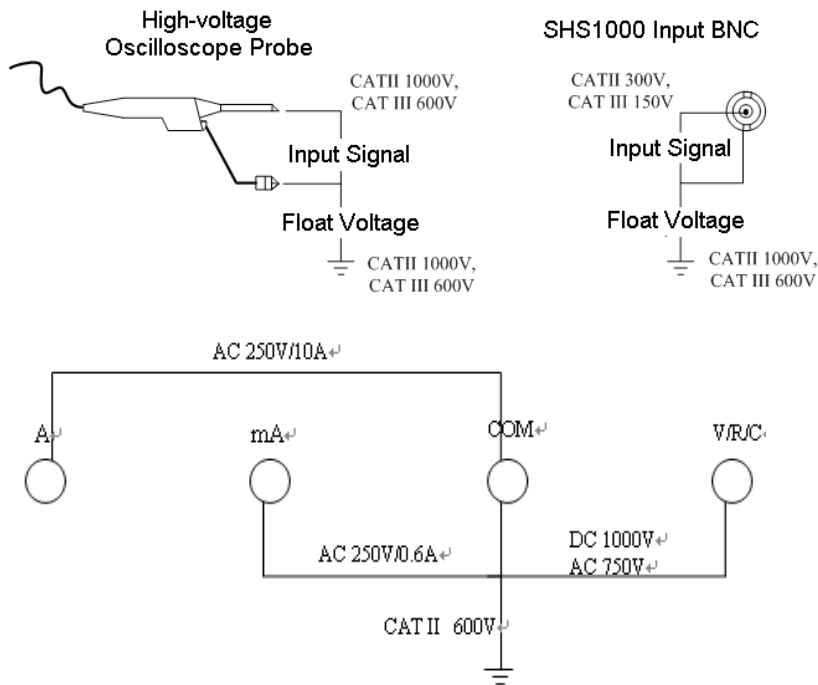 High-voltage
Oscilloscope Probe
CATII 1000V,
CAT III 600V
Input Signal
Float Voltage
CATII 1000V,
CAT III 600V
SHS1000 Input BNC
CATII 300V,
CAT III 150V
Input Signal
Float Voltage
CATII 1000V,
CAT III 600V
AC 250V/10A↵
A↵
mA↵
COM↵
V/R/C↵
AC 250V/0.6A↵
DC 1000V↵
AC 750V↵
CAT II 600V↵